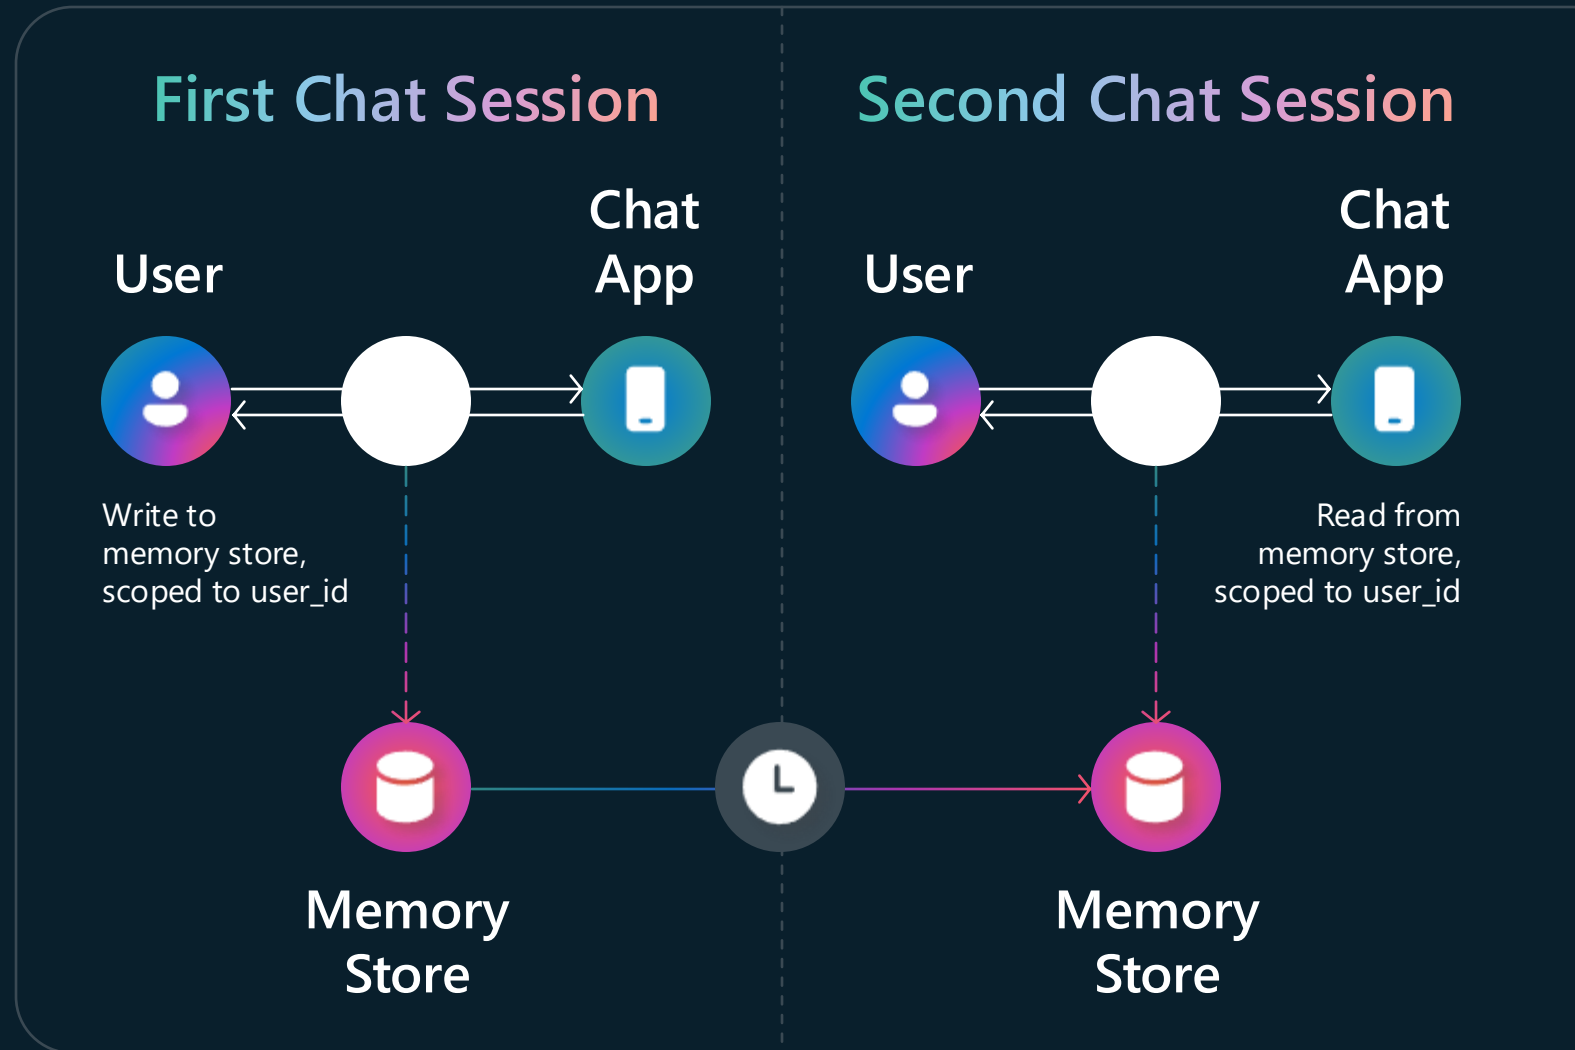 First Chat Session
User
Chat
App
Write to
memory store,
scoped to user_id
Memory
Store
Second Chat Session
User
Chat
App
Read from
memory store,
scoped to user_id
Memory
Store